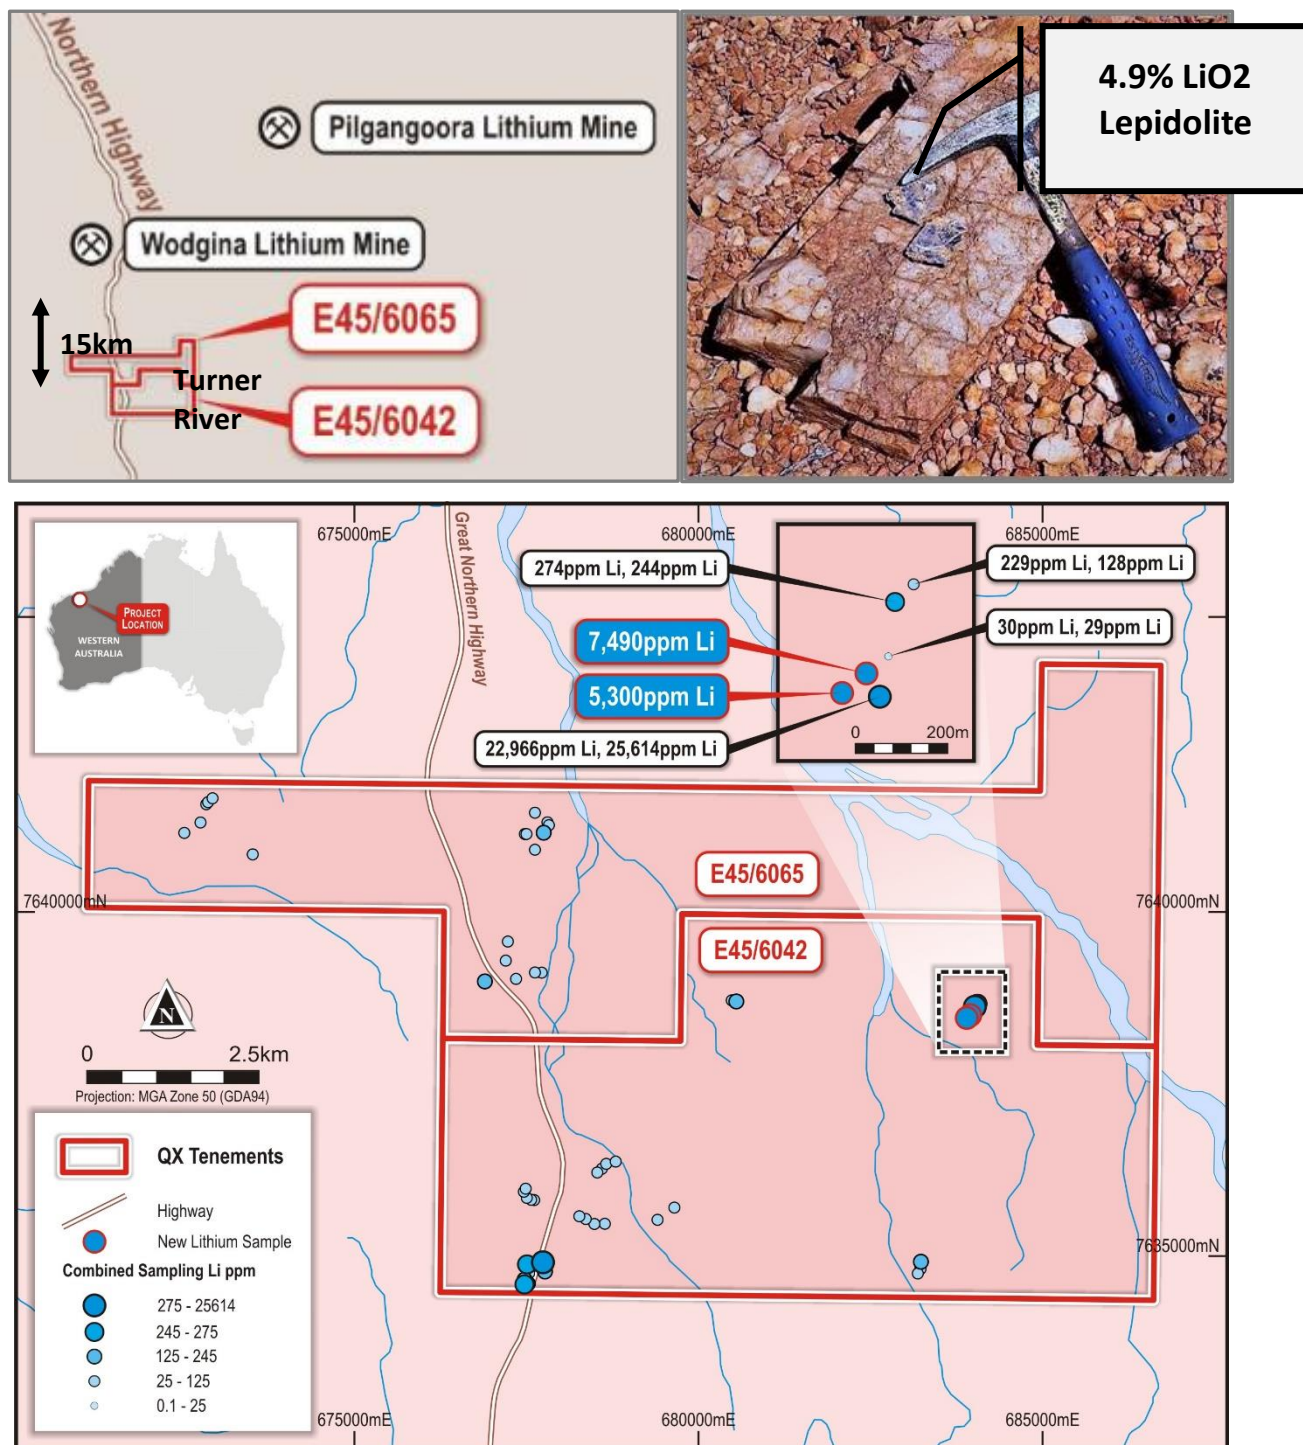 Northern Highway
Pilgangoora Lithium Mine
Wodgina Lithium Mine
E45/6065
15km
Turner
River
E45/6042
4.9% LiO2
Lepidolite
675000mE
680000mE
685000mE
Great Northern Highway
PROJECT
LOCATION
WESTERN
AUSTRALIA
274ppm Li, 244ppm Li
229ppm Li, 128ppm Li
30ppm Li, 29ppm Li
7,490ppm Li
5,300ppm Li
22,966ppm Li, 25,614ppm Li
0 200m
E45/6065
7640000mN
7640000mN
E45/6042
N
0 2.5km
Projection: MGA Zone 50 (GDA94)
QX Tenements
Highway
New Lithium Sample
Combined Sampling Li ppm
275 - 25614
245 - 275
125 - 245
25 - 125
0.1 - 25
7635000mN
675000mE
680000mE
685000mE